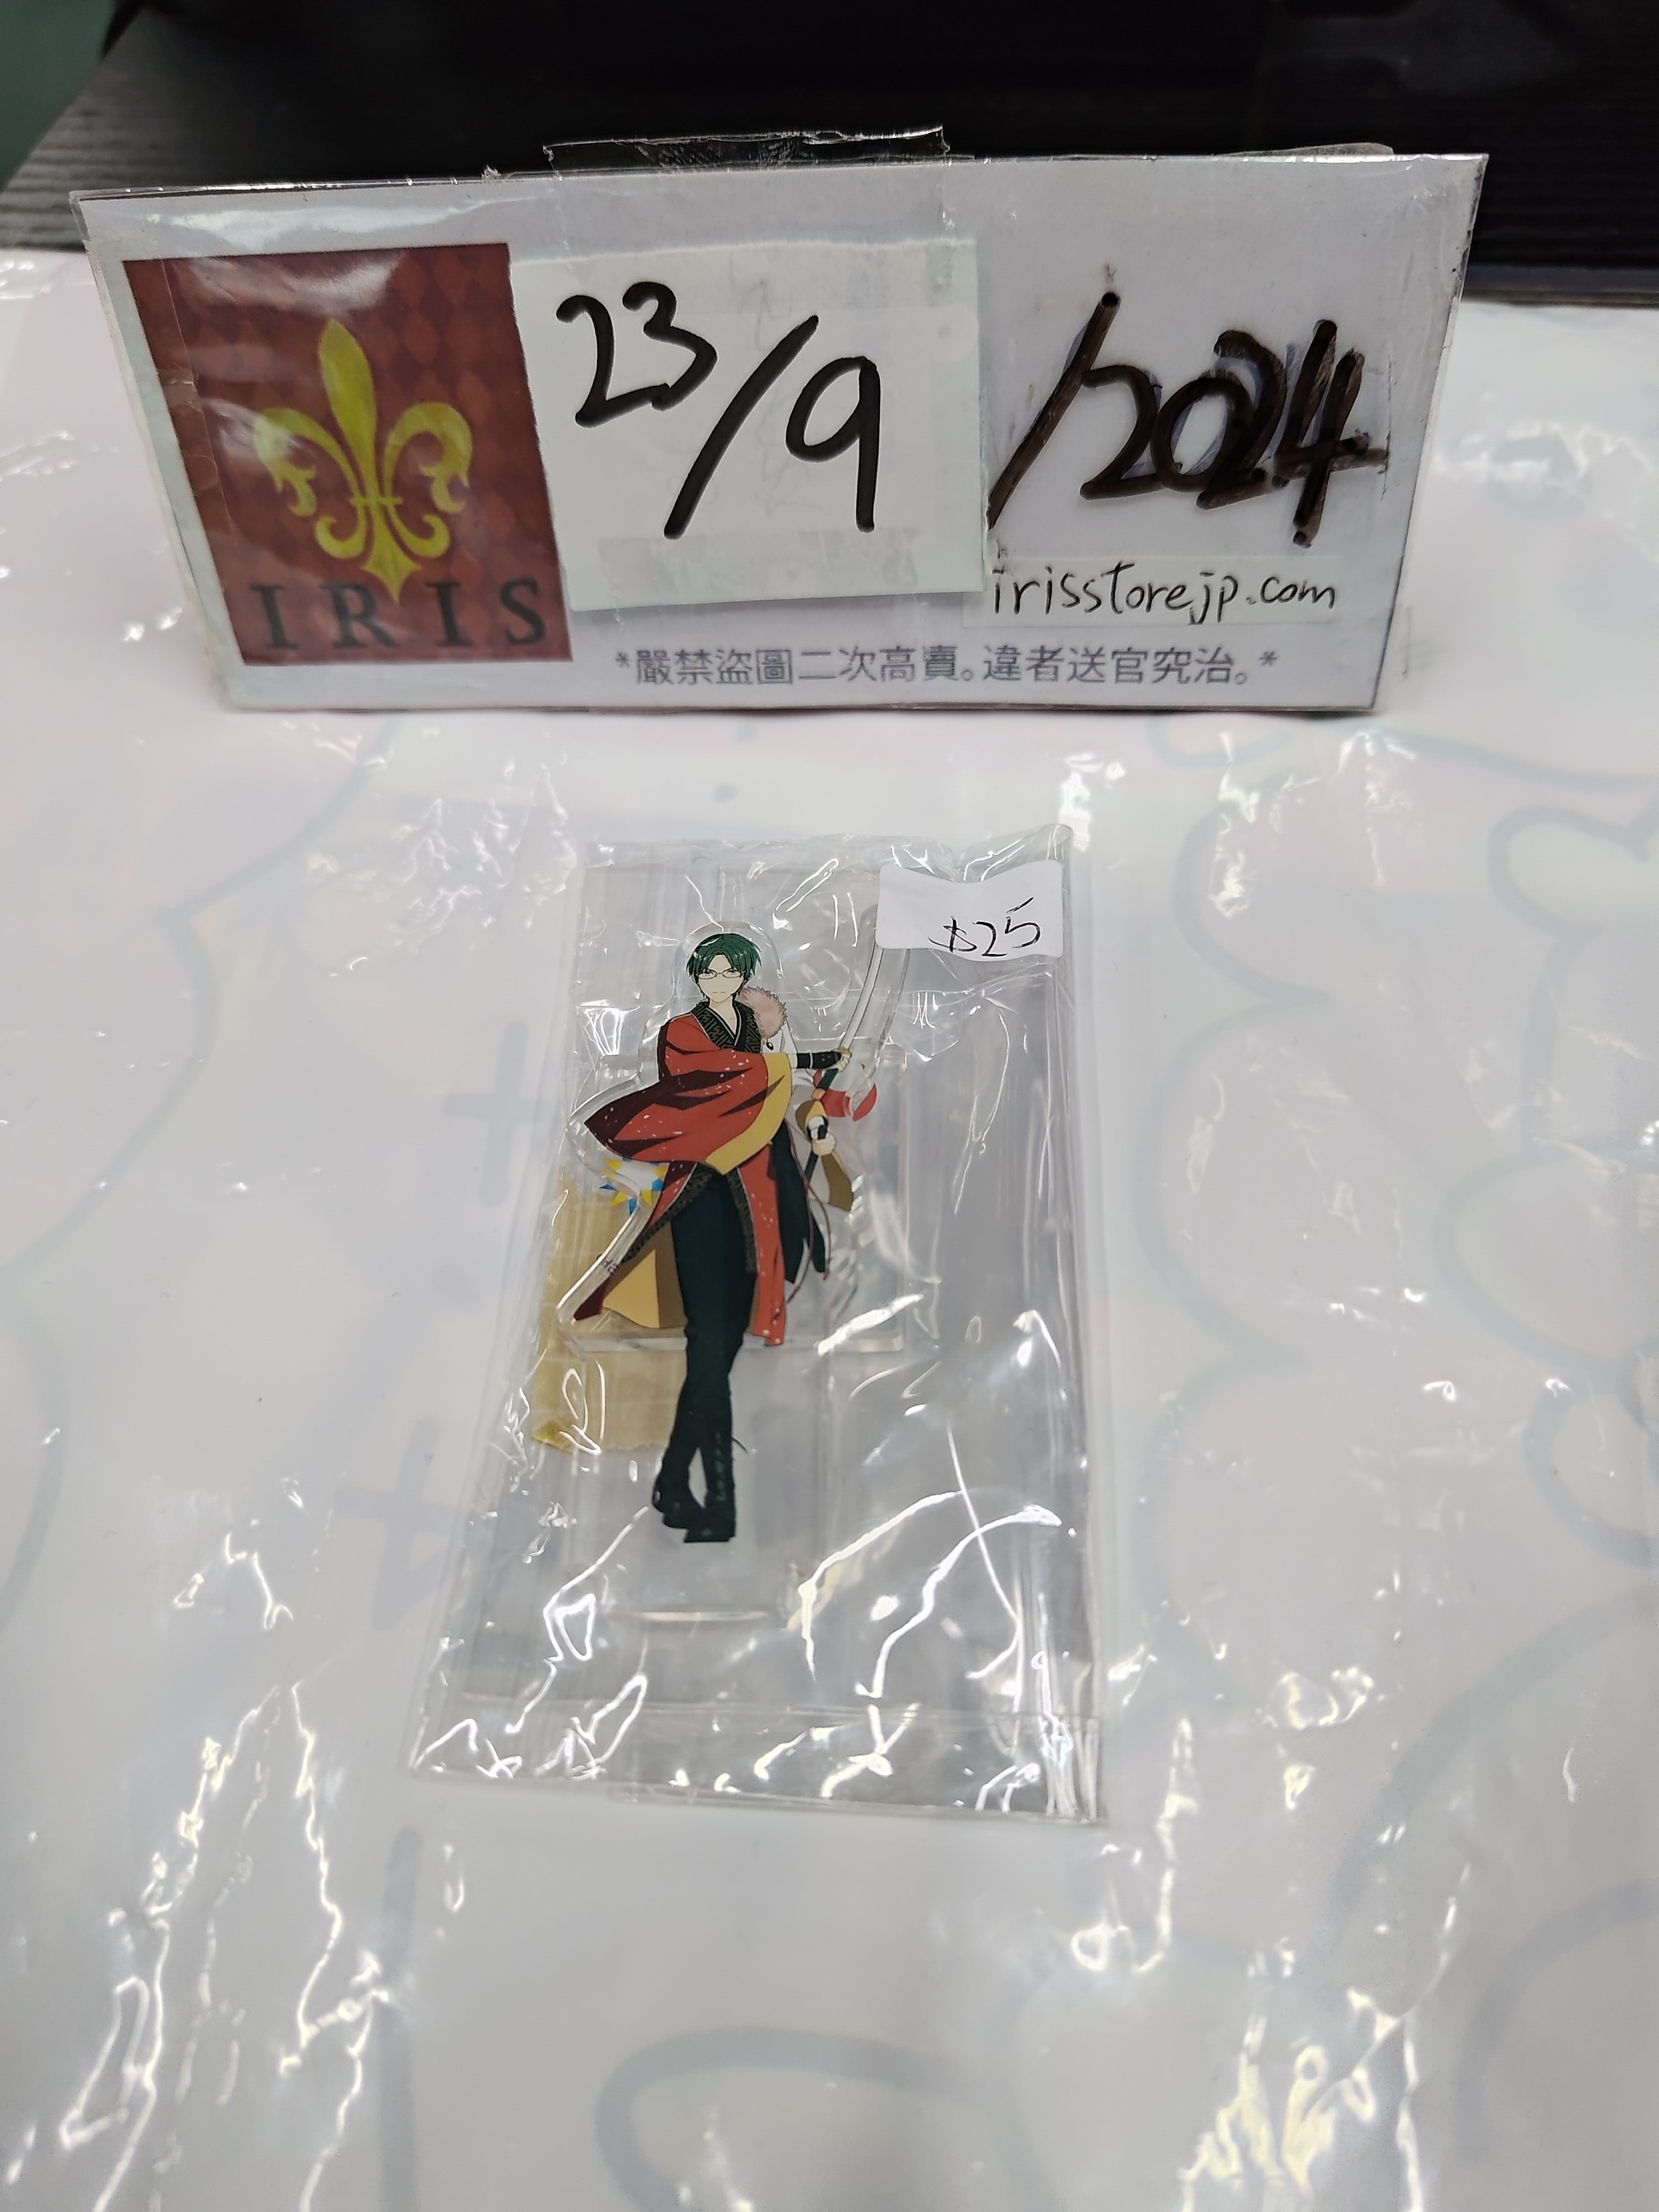 23/9/2024
IRIS
irisstorejp.com
*嚴禁盜圖二次高賣。違者送官究治。*
$25